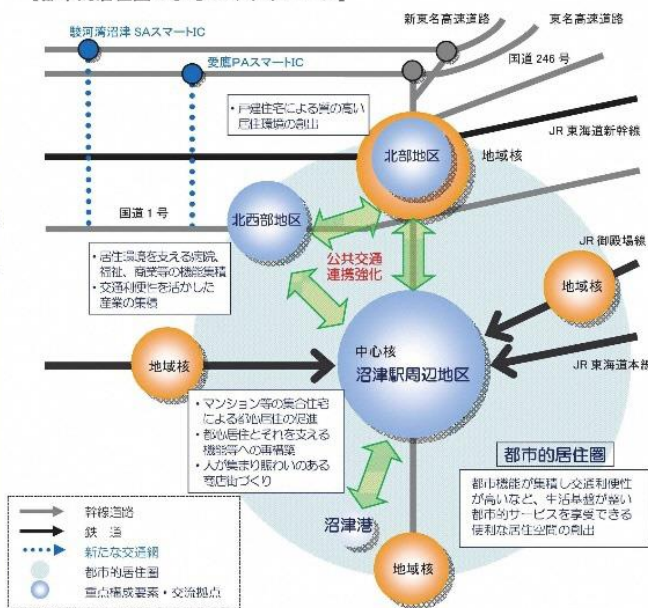 新東名高速道路
東名高速道路
駿河湾沼津 SAスマートIC
愛鷹PAスマートIC
国道 246 号
・戸建住宅による質の高い
居住環境の創出
JR 東海道新幹線
北部地区
地域核
国道 1 号
北西部地区
・居住環境を支える病院、
福祉、商業等の機能集積
・交通利便性を活かした
産業の集積
公共交通
連携強化
JR 御殿場線
地域核
地域核
中心核
沼津駅周辺地区
JR 東海道本線
・マンション等の集合住宅
による都心居住の促進
・都心居住とそれを支える
機能等への再構築
・人が集まり賑わいのある
商店街づくり
都市的居住圏
都市機能が集積し交通利便性
が高いなど、生活基盤が整い
都市的サービスを享受できる
便利な居住空間の創出
沼津港
地域核
幹線道路
鉄 道
新たな交通網
都市的居住圏
重点構成要素・交流拠点